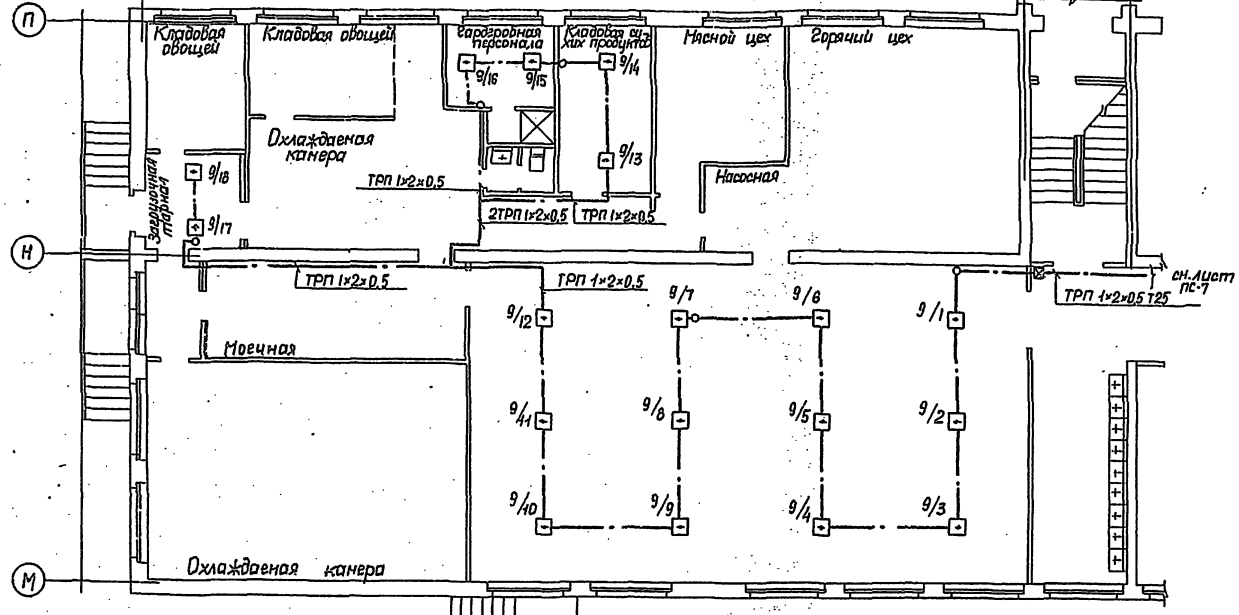 П
Кладовая
овощей
Кладовая овощей
Гардеробная
персонала
Кладовая су-
хих продуктов
Мясной цех
Горячий цех
9/16
9/15
9/14
Охлаждаемая
камера
9/13
ТРП 1×2×0,5
Насосная
9/18
Загрузочная
тарная
9/17
2ТРП 1×2×0,5
ТРП 1×2×0,5
Н
ТРП 1×2×0,5
ТРП 1×2×0,5
см. лист
ПС-7
ТРП 1×2×0,5 Т25
9/12
9/7
9/6
9/1
Моечная
9/11
9/8
9/5
9/2
9/10
9/9
9/4
9/3
Охлаждаемая камера
М